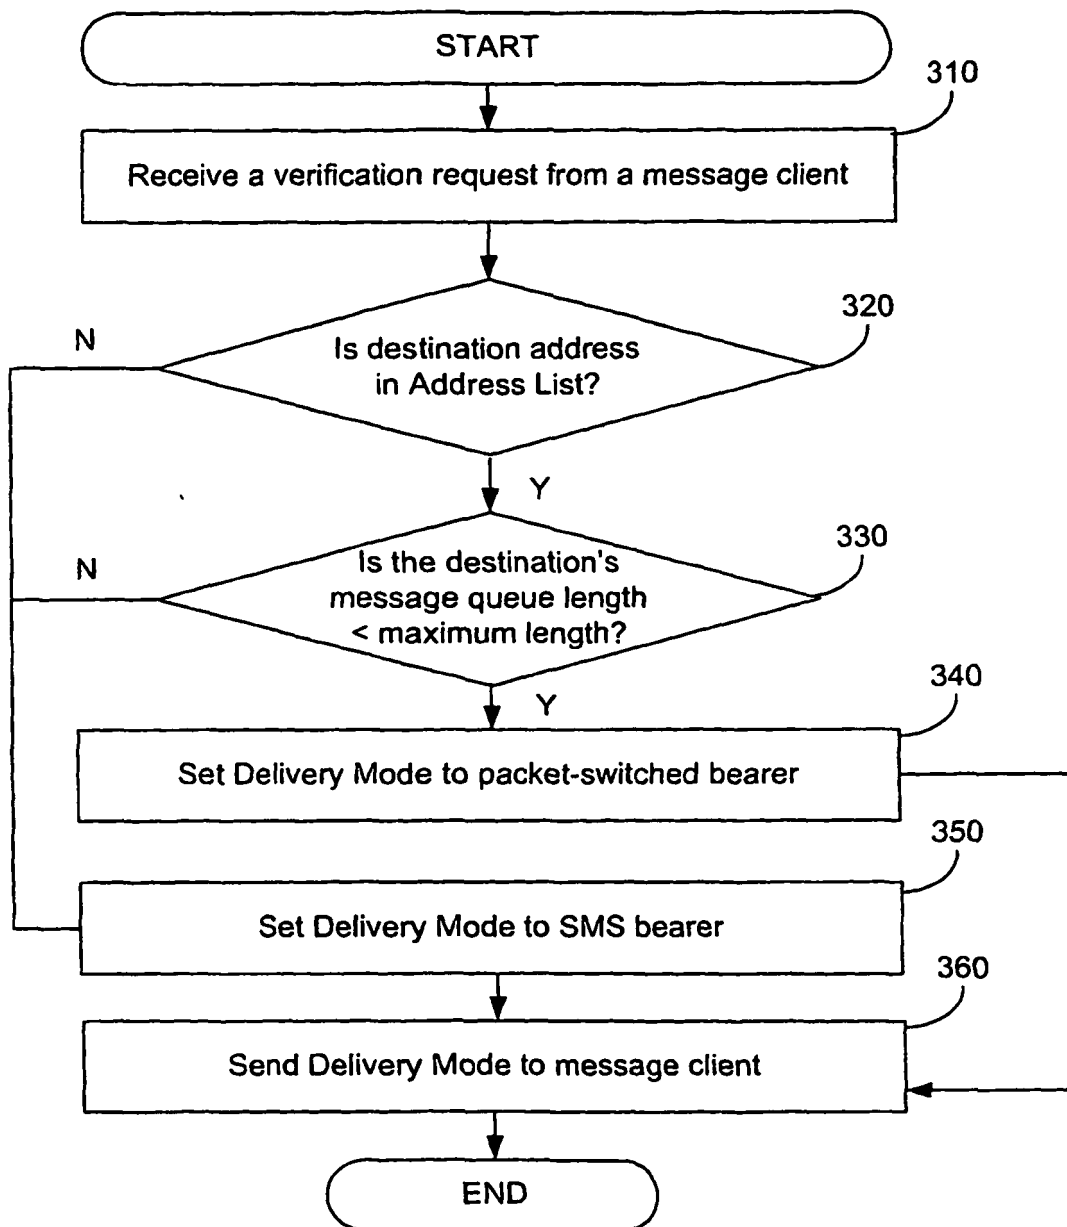 START
310
Receive a verification request from a message client
320
N
Is destination address
in Address List?
Y
330
N
Is the destination's
message queue length
< maximum length?
340
Y
Set Delivery Mode to packet-switched bearer
350
Set Delivery Mode to SMS bearer
360
Send Delivery Mode to message client
END